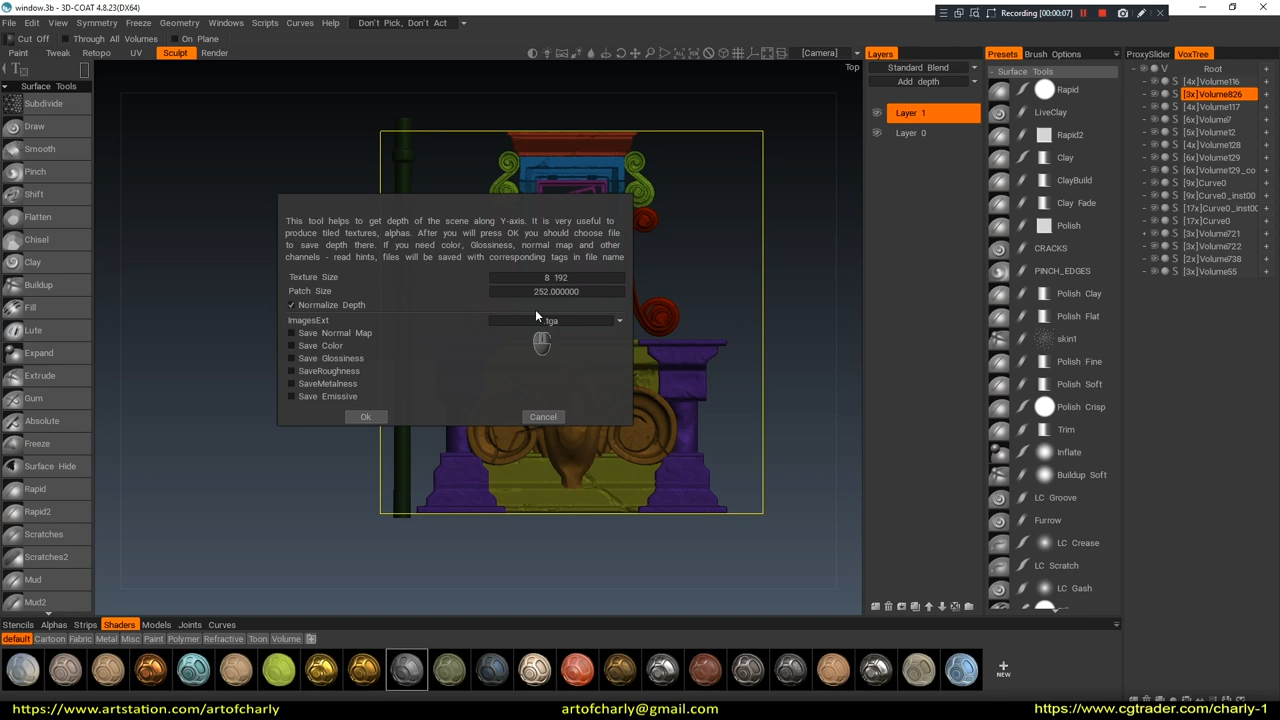 window.3b - 3D-COAT 4.8.23(DX64)
Recording [00:00:07]
File View Symmetry Freeze Geometry Windows Scripts Curves Help Don't Pick, Don't Act
Cut Off Through All Volumes On Plane
Paint Tweak Retopo UV Sculpt Render [Camera]
Top
Surface Tools
Subdivide
Draw
Smooth
Pinch
Shift
Flatten
Chisel
Clay
Buildup
Fill
Lute
Expand
Extrude
Gum
Absolute
Freeze
Surface Hide
Rapid
Rapid2
Scratches
Scratches2
Mud
Mud2
This tool helps to get depth of the scene along Y-axis. It is very useful to
produce tiled textures, alphas. After you will press OK you should choose file
to save depth there. If you need color, Glossiness, normal map and other
channels - read hints, files will be saved with corresponding tags in file name
Texture Size 8 192
Patch Size 252.000000
Normalize Depth
ImagesExt .tga
Save Normal Map
Save Color
Save Glossiness
SaveRoughness
SaveMetalness
Save Emissive
Ok Cancel
Layers
Standard Blend
Add depth
Layer 1
Layer 0
Presets Brush Options
- Surface Tools
Rapid
LiveClay
Rapid2
Clay
ClayBuild
Clay Fade
Polish
CRACKS
PINCH_EDGES
Polish Clay
Polish Flat
skin1
Polish Fine
Polish Soft
Polish Crisp
Trim
Inflate
Buildup Soft
LC Groove
Furrow
LC Crease
LC Scratch
LC Gash
ProxySlider VoxTree
V Root +
S [4x]Volume116 +
S [3x]Volume826 +
S [4x]Volume117 +
S [6x]Volume7 +
S [5x]Volume12 +
S [4x]Volume128 +
S [6x]Volume129 +
S [6x]Volume129_co +
S [9x]Curve0 +
S [9x]Curve0_inst00 +
S [17x]Curve0_inst00 +
S [17x]Curve0 +
S [3x]Volume721 +
S [3x]Volume722 +
S [2x]Volume738 +
S [3x]Volume55 +
Stencils Alphas Strips Shaders Models Joints Curves
default Cartoon Fabric Metal Misc Paint Polymer Refractive Toon Volume
NEW
https://www.artstation.com/artofcharly artofcharly@gmail.com https://www.cgtrader.com/charly-1